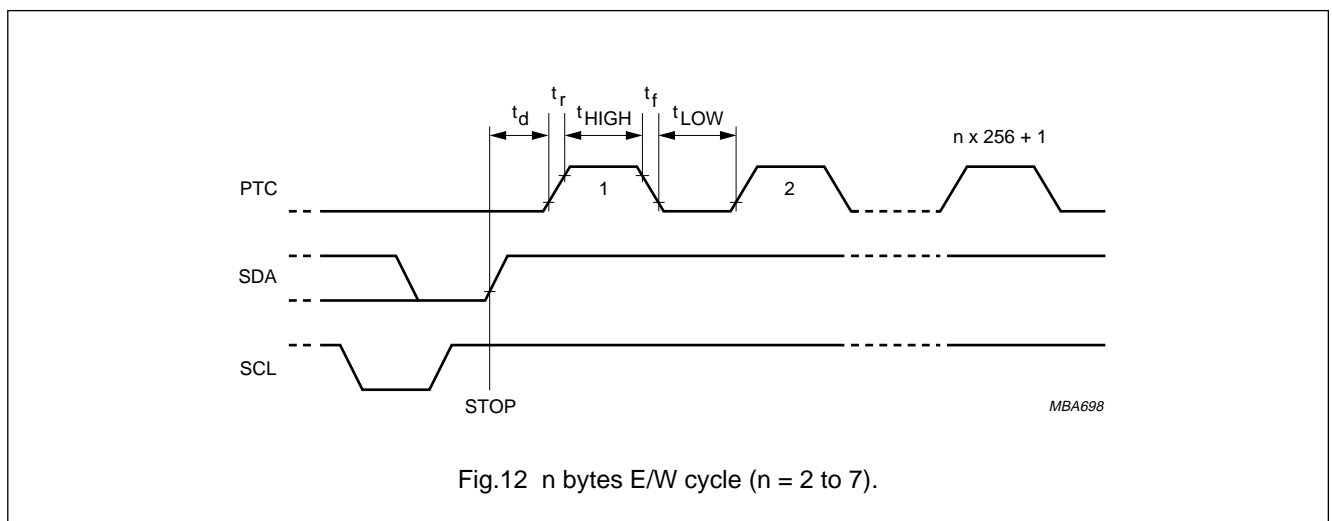 t_d t_r t_HIGH t_f t_LOW
n x 256 + 1
PTC 1 2
SDA
SCL
STOP
MBA698
Fig.12 n bytes E/W cycle (n = 2 to 7).